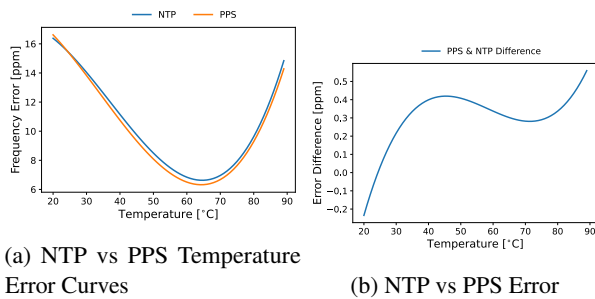 NTP PPS
16
14
12
10
8
6
Frequency Error [ppm]
20 30 40 50 60 70 80 90
Temperature [°C]
(a) NTP vs PPS Temperature
Error Curves
PPS & NTP Difference
0.5
0.4
0.3
0.2
0.1
0.0
−0.1
−0.2
Error Difference [ppm]
20 30 40 50 60 70 80 90
Temperature [°C]
(b) NTP vs PPS Error